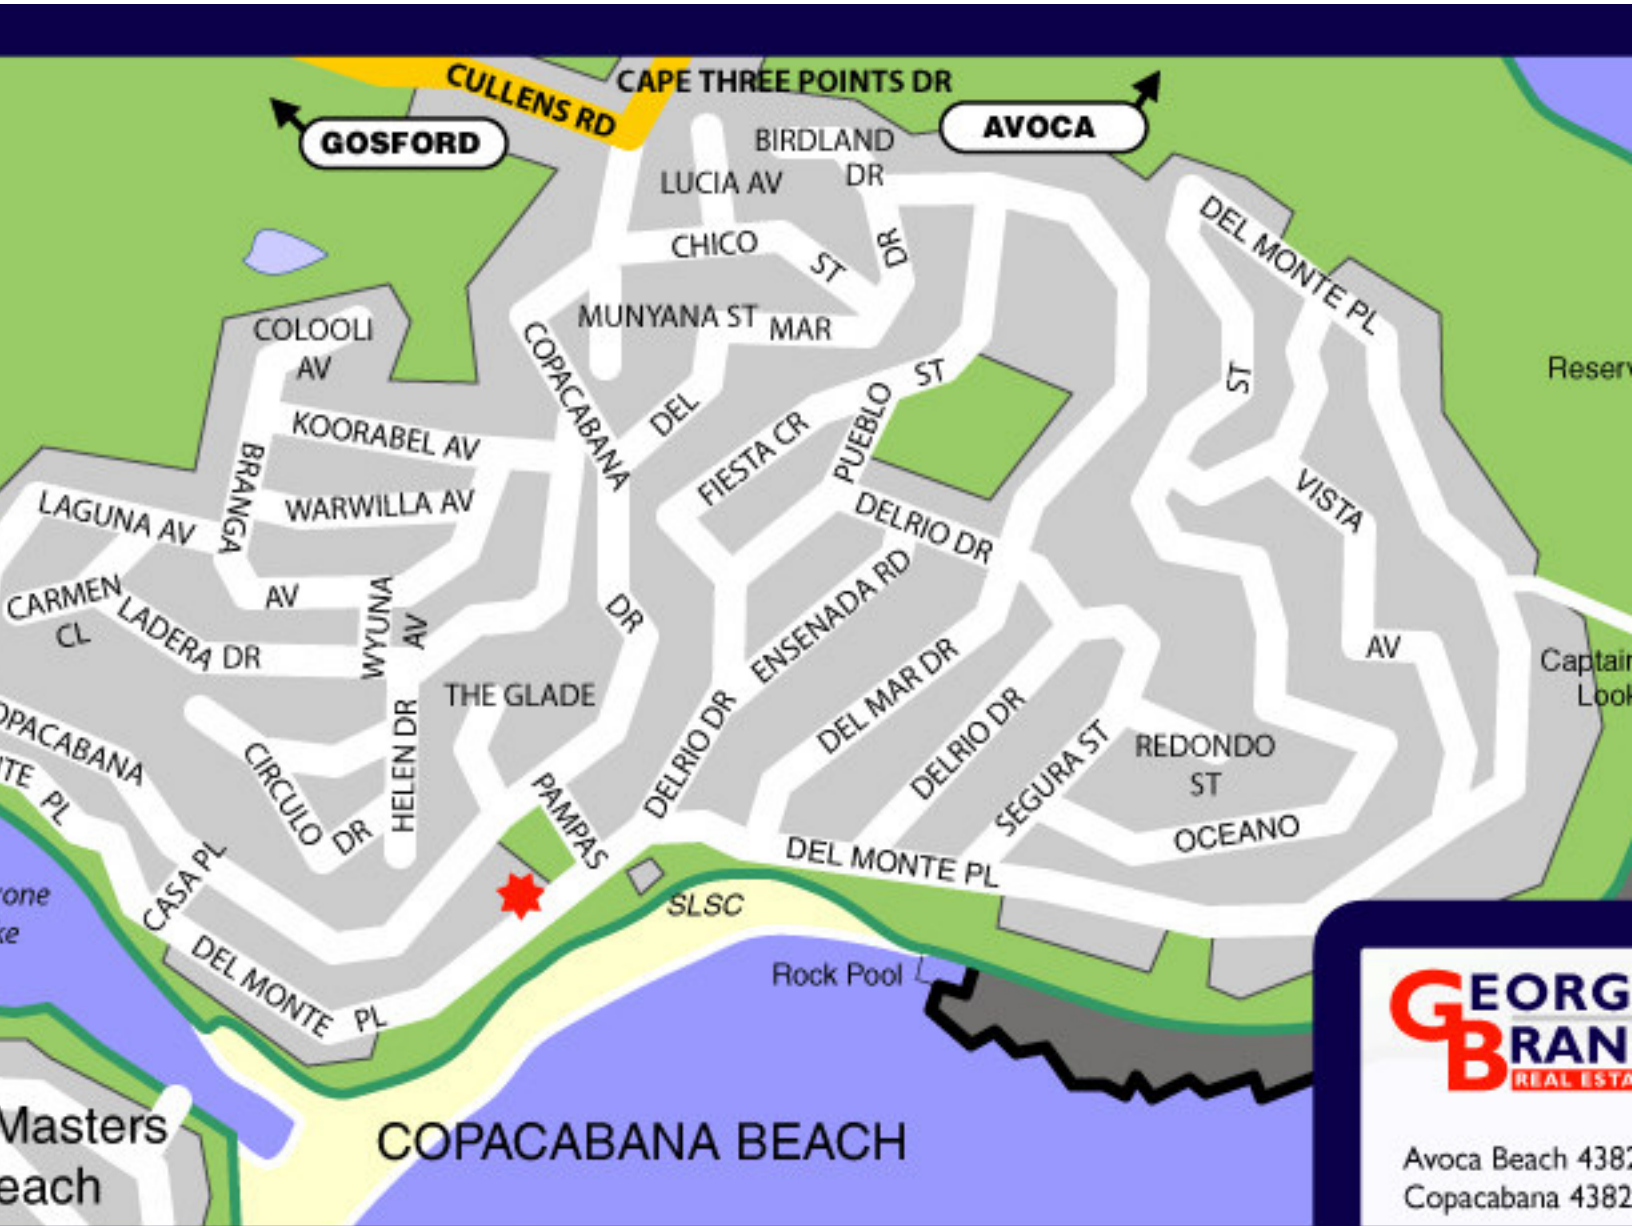 CULLENS RD
CAPE THREE POINTS DR
GOSFORD
AVOCA
BIRDLAND
DR
LUCIA AV
CHICO
ST
DR
MUNYANA ST
MAR
DEL
COPACABANA
DR
COLOOLI
AV
KOORABEL AV
BRANGA
WARWILLA AV
LAGUNA AV
AV
CARMEN
CL
LADERA DR
WYUNA
AV
HELEN DR
THE GLADE
CIRCULO
DR
FIESTA CR
ST
PUEBLO
DELRIO DR
ENSENADA RD
DEL MAR DR
DELRIO DR
DELRIO DR
SEGURA ST
REDONDO
ST
OCEANO
ST
DEL MONTE PL
VISTA
AV
Reserv
Captain
Look
OPACABANA
NTE PL
CASA PL
PAMPAS
DEL MONTE PL
DEL MONTE PL
SLSC
Rock Pool
rone
ke
COPACABANA BEACH
Masters
each
GEORG
BRAN
REAL ESTA
Avoca Beach 4382
Copacabana 4382